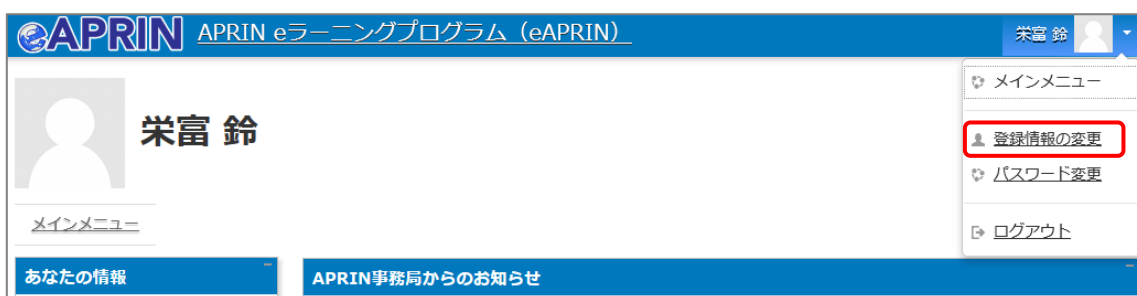 eAPRIN APRIN eラーニングプログラム（eAPRIN） 栄富 鈴
メインメニュー
栄富 鈴
登録情報の変更
パスワード変更
メインメニュー
ログアウト
あなたの情報
APRIN事務局からのお知らせ